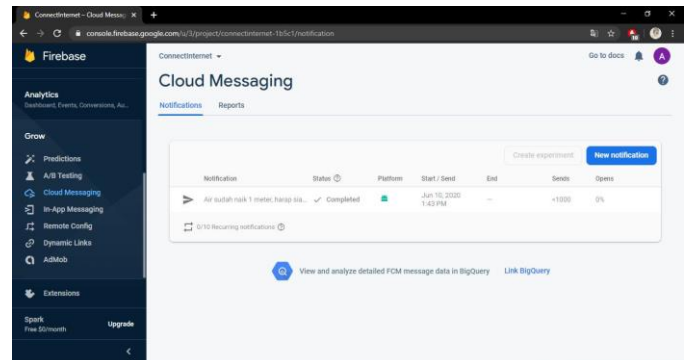 ConnectInternet – Cloud Messag
console.firebase.google.com/u/3/project/connectinternet-1b5c1/notification
Firebase
ConnectInternet
Go to docs
A
Cloud Messaging
Notifications
Reports
Analytics
Dashboard, Events, Conversions, Au...
Grow
Predictions
A/B Testing
Cloud Messaging
In-App Messaging
Remote Config
Dynamic Links
AdMob
Extensions
Spark
Free $0/month
Upgrade
Create experiment
New notification
Notification
Status
Platform
Start / Send
End
Sends
Opens
Air sudah naik 1 meter, harap sia...
Completed
Jun 10, 2020
1:43 PM
--
<1000
0%
0/10 Recurring notifications
View and analyze detailed FCM message data in BigQuery
Link BigQuery